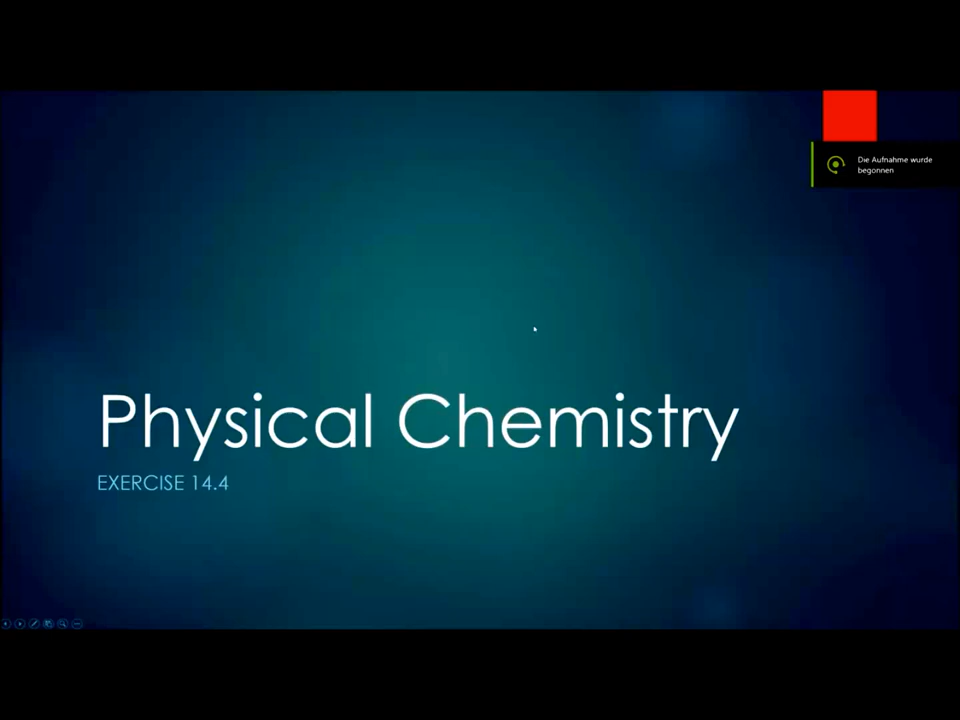 Die Aufnahme wurde
begonnen
Physical Chemistry
EXERCISE 14.4